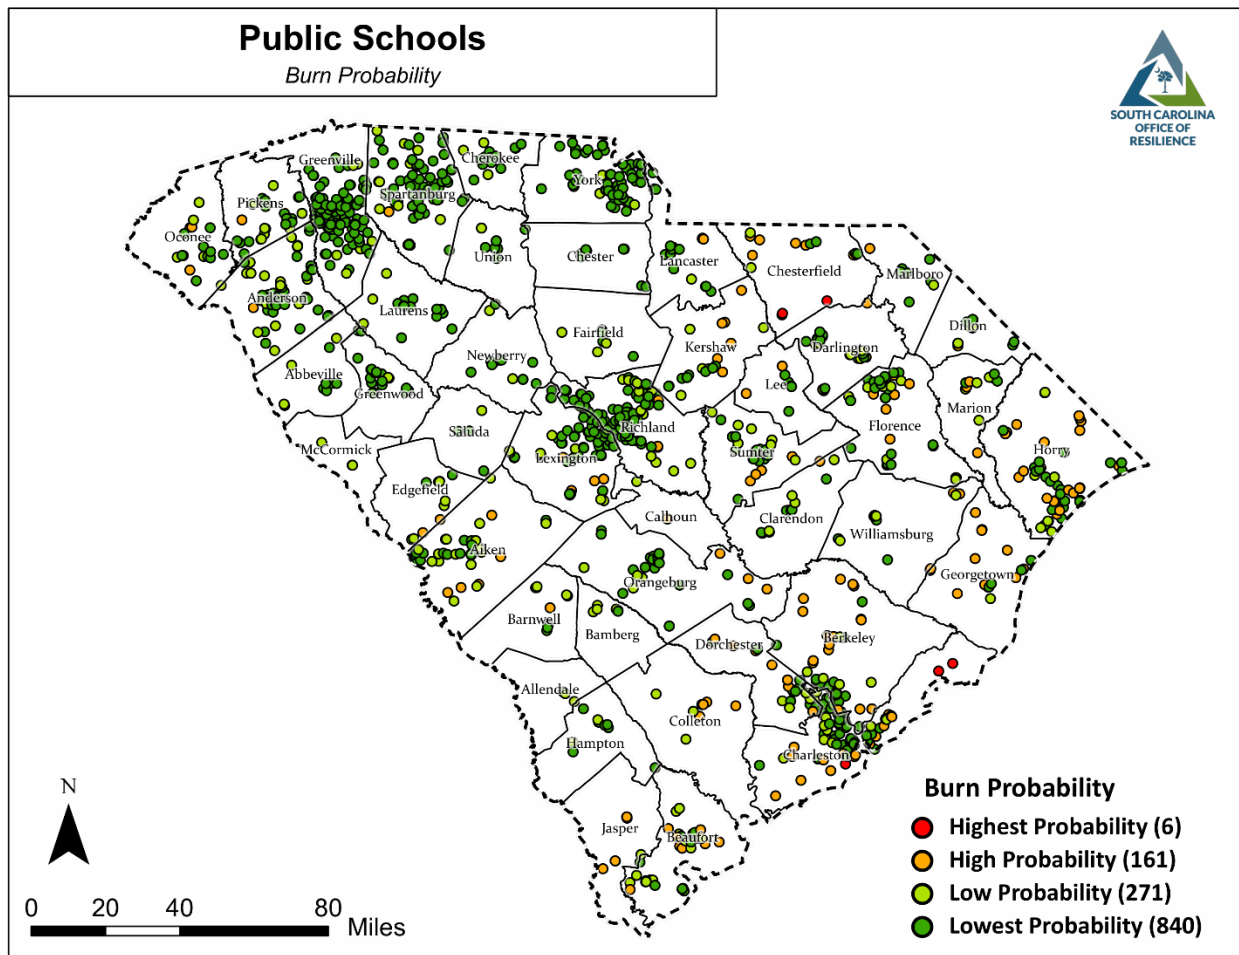 Public Schools
Burn Probability
SOUTH CAROLINA
OFFICE OF
RESILIENCE
Greenville
Cherokee
Spartanburg
York
Pickens
Oconee
Union
Chester
Lancaster
Chesterfield
Marlboro
Anderson
Laurens
Fairfield
Kershaw
Darlington
Dillon
Newberry
Abbeville
Greenwood
Lee
Marion
Saluda
Richland
Florence
Horry
McCormick
Lexington
Sumter
Edgefield
Calhoun
Clarendon
Williamsburg
Aiken
Orangeburg
Georgetown
Barnwell
Bamberg
Dorchester
Berkeley
Allendale
Colleton
Hampton
Charleston
Jasper
Beaufort
N
0 20 40 80 Miles
Burn Probability
Highest Probability (6)
High Probability (161)
Low Probability (271)
Lowest Probability (840)